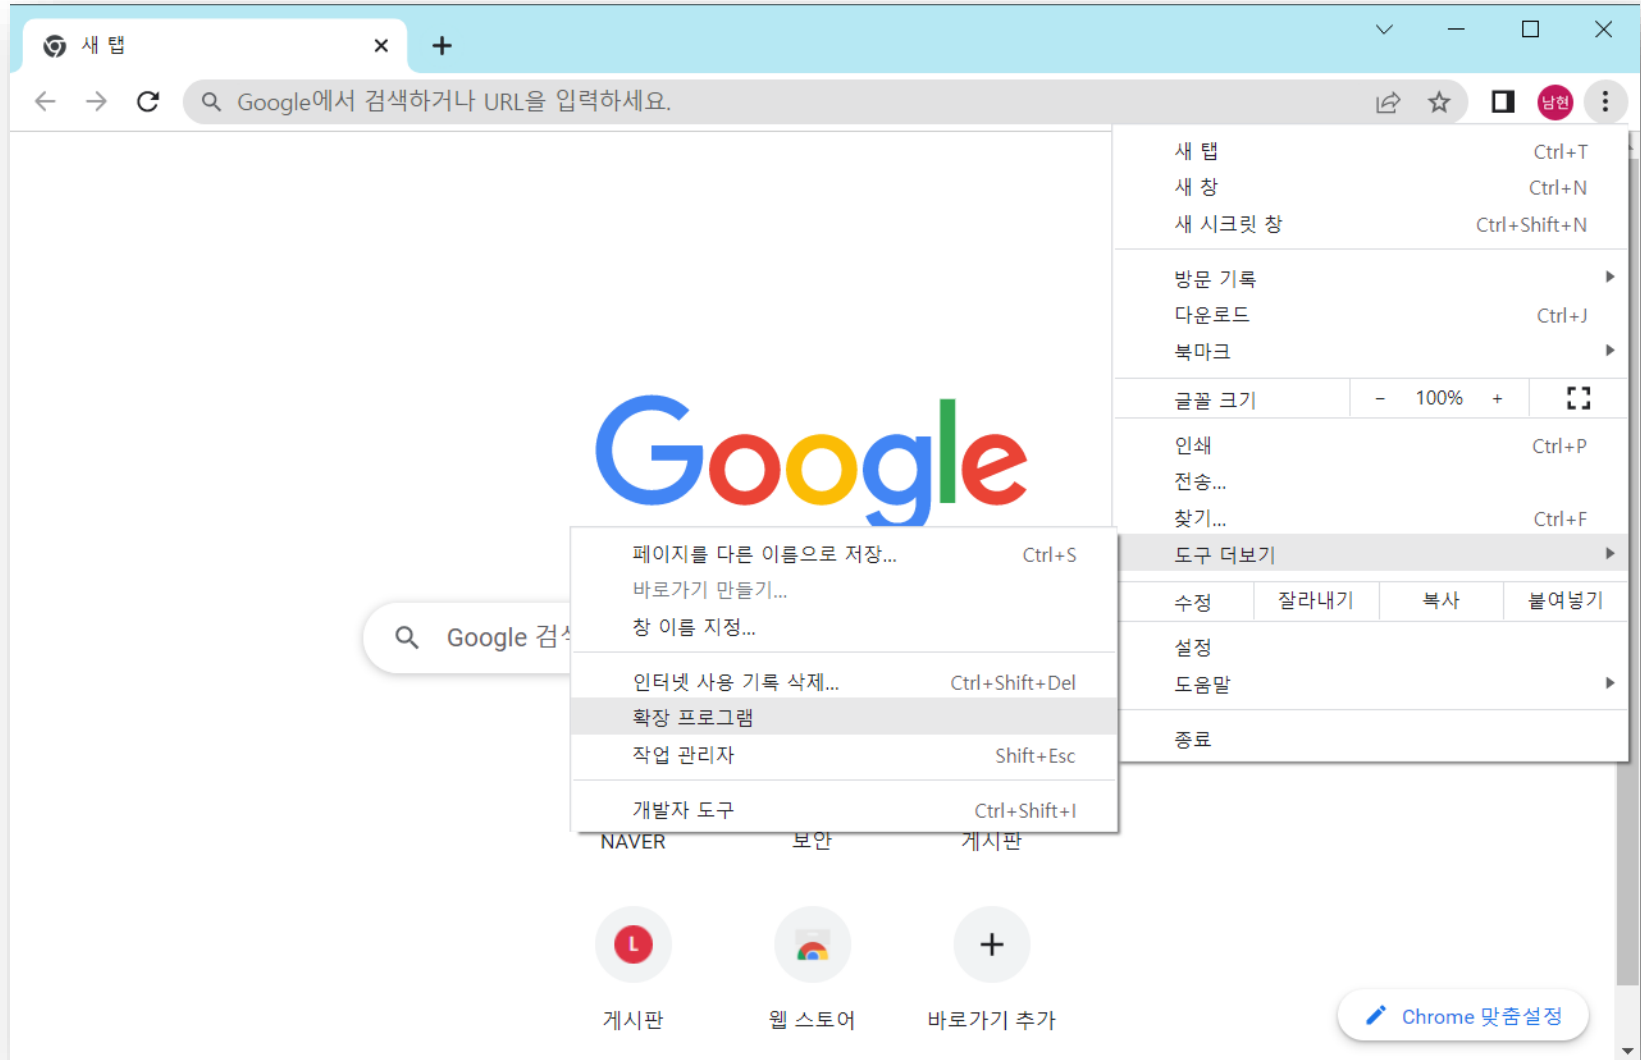 새 탭
Google에서 검색하거나 URL을 입력하세요.
남현
새 탭 Ctrl+T
새 창 Ctrl+N
새 시크릿 창 Ctrl+Shift+N
방문 기록
다운로드 Ctrl+J
북마크
글꼴 크기 - 100% +
인쇄 Ctrl+P
전송...
찾기... Ctrl+F
도구 더보기
수정 잘라내기 복사 붙여넣기
설정
도움말
종료
Google
페이지를 다른 이름으로 저장... Ctrl+S
바로가기 만들기...
창 이름 지정...
인터넷 사용 기록 삭제... Ctrl+Shift+Del
확장 프로그램
작업 관리자 Shift+Esc
개발자 도구 Ctrl+Shift+I
Google
NAVER 보안 게시판
L
게시판 웹 스토어 바로가기 추가
Chrome 맞춤설정